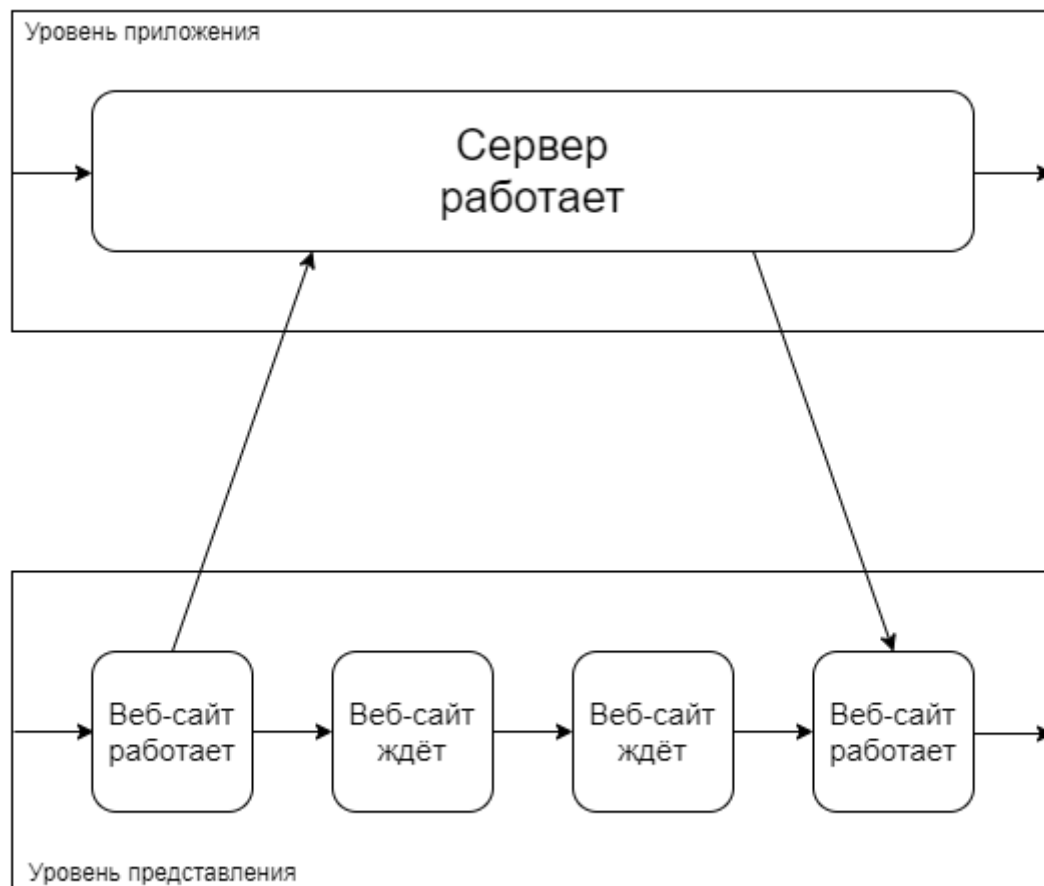 Уровень приложения
Сервер
работает
Веб-сайт
работает
Веб-сайт
ждёт
Веб-сайт
ждёт
Веб-сайт
работает
Уровень представления